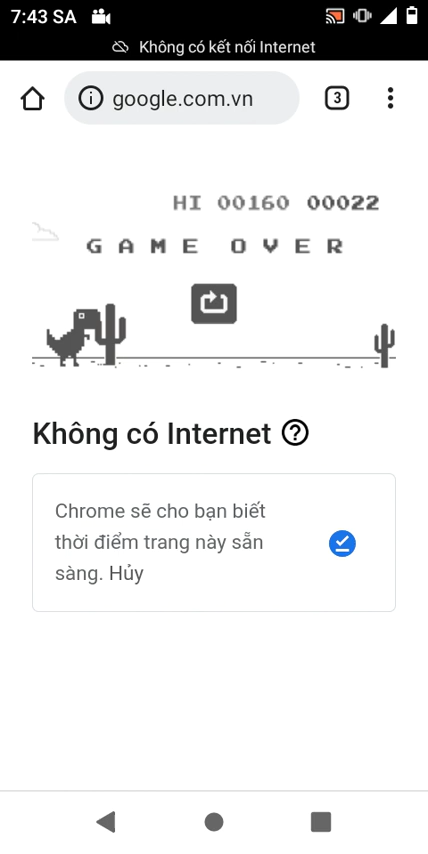 7:43 SA
Không có kết nối Internet
google.com.vn
3
HI 00160 00022
GAME OVER
Không có Internet
Chrome sẽ cho bạn biết
thời điểm trang này sẵn
sàng. Hủy